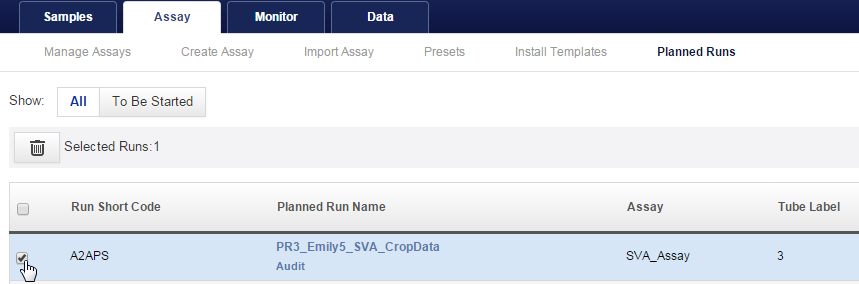 Samples Assay Monitor Data
Manage Assays Create Assay Import Assay Presets Install Templates Planned Runs
Show: All To Be Started
Selected Runs:1
Run Short Code Planned Run Name Assay Tube Label
A2APS PR3_Emily5_SVA_CropData SVA_Assay 3
Audit